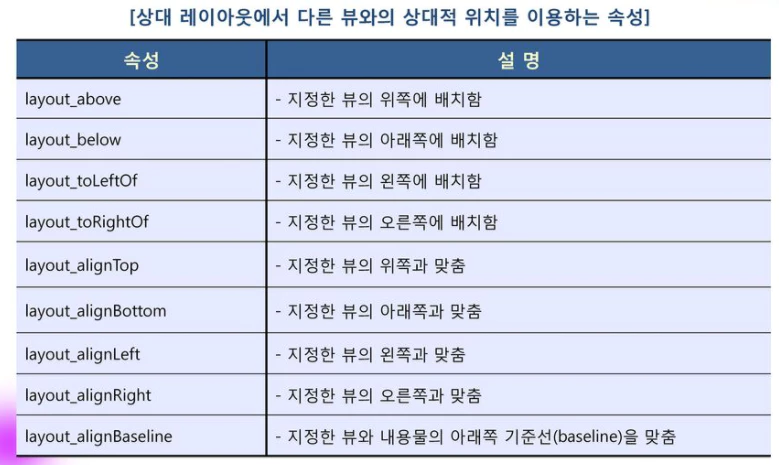 [상대 레이아웃에서 다른 뷰와의 상대적 위치를 이용하는 속성]
속성 설 명
layout_above - 지정한 뷰의 위쪽에 배치함
layout_below - 지정한 뷰의 아래쪽에 배치함
layout_toLeftOf - 지정한 뷰의 왼쪽에 배치함
layout_toRightOf - 지정한 뷰의 오른쪽에 배치함
layout_alignTop - 지정한 뷰의 위쪽과 맞춤
layout_alignBottom - 지정한 뷰의 아래쪽과 맞춤
layout_alignLeft - 지정한 뷰의 왼쪽과 맞춤
layout_alignRight - 지정한 뷰의 오른쪽과 맞춤
layout_alignBaseline - 지정한 뷰와 내용물의 아래쪽 기준선(baseline)을 맞춤